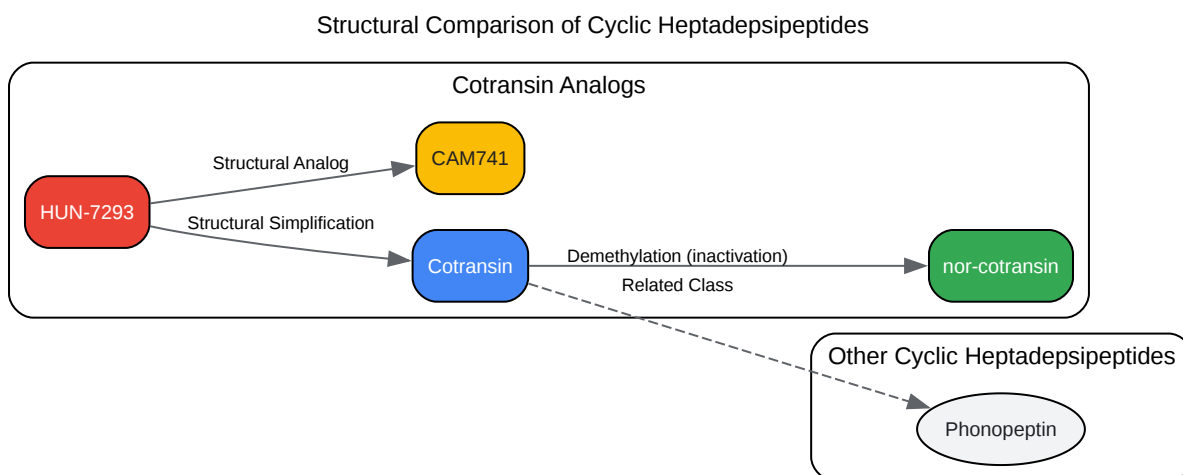 Structural Comparison of Cyclic Heptadepsipeptides
Cotransin Analogs
CAM741
Structural Analog
HUN-7293
Structural Simplification
Cotransin
Demethylation (inactivation)
nor-cotransin
Related Class
Other Cyclic Heptadepsipeptides
Phonopeptin